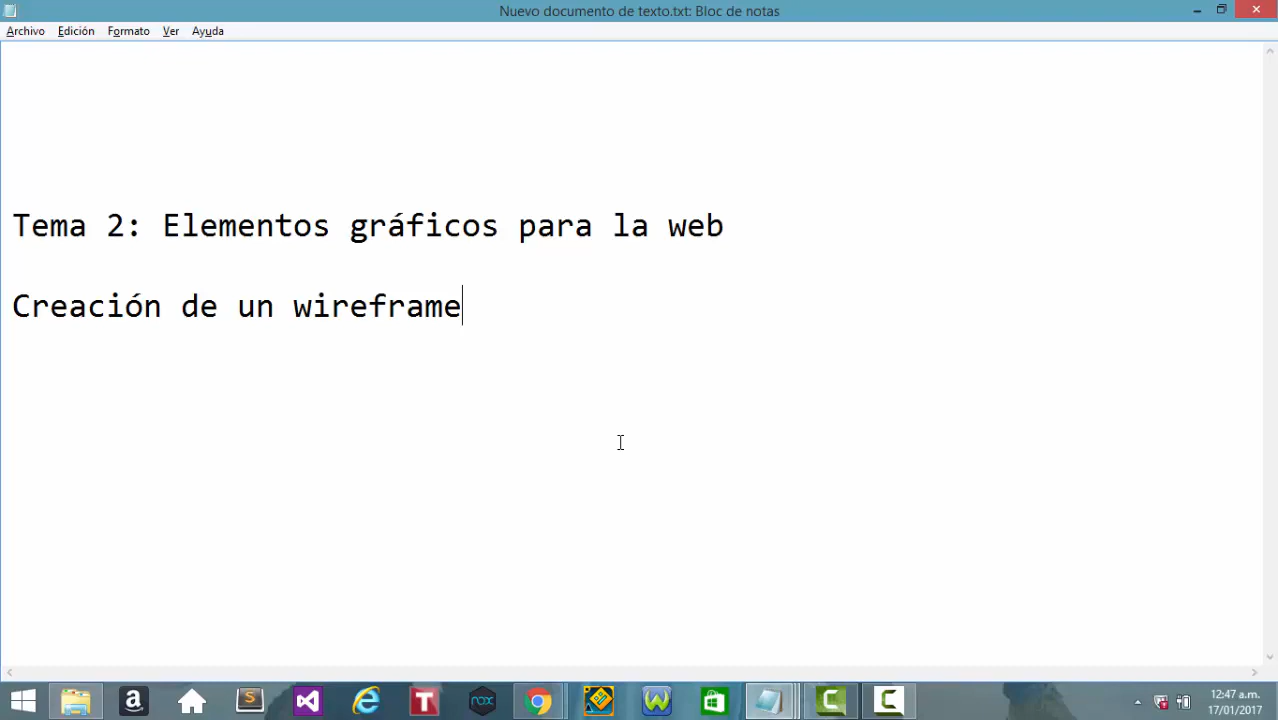 Nuevo documento de texto.txt: Bloc de notas
Archivo Edición Formato Ver Ayuda
Tema 2: Elementos gráficos para la web
Creación de un wireframe
12:47 a.m.
17/01/2017